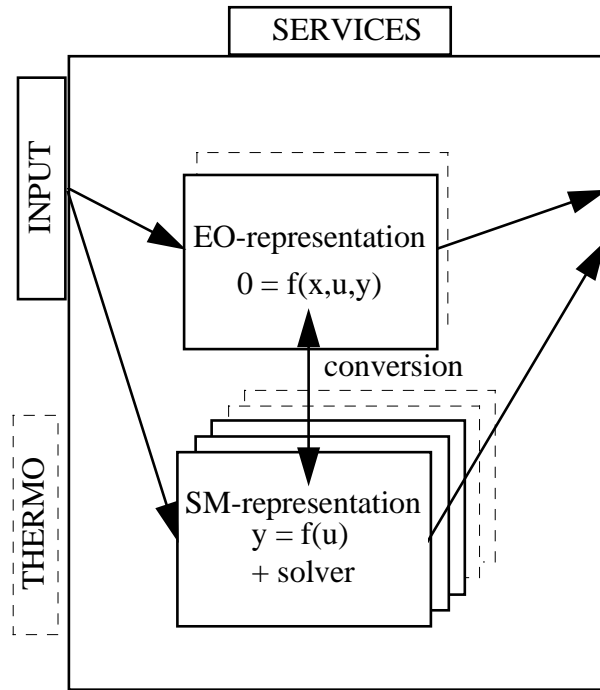 SERVICES
INPUT
EO-representation
0 = f(x,u,y)
conversion
THERMO
SM-representation
y = f(u)
+ solver